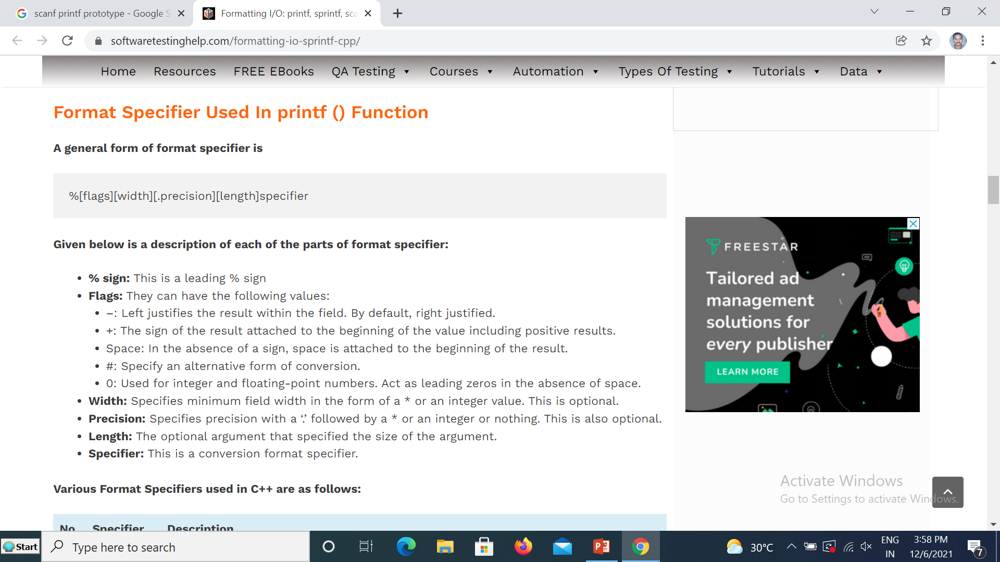 scanf printf prototype - Google S
Formatting I/O: printf, sprintf, sca
softwaretestinghelp.com/formatting-io-sprintf-cpp/
Home Resources FREE EBooks QA Testing Courses Automation Types Of Testing Tutorials Data
Format Specifier Used In printf () Function
A general form of format specifier is
%[flags][width][.precision][length]specifier
Given below is a description of each of the parts of format specifier:
• % sign: This is a leading % sign
• Flags: They can have the following values:
• –: Left justifies the result within the field. By default, right justified.
• +: The sign of the result attached to the beginning of the value including positive results.
• Space: In the absence of a sign, space is attached to the beginning of the result.
• #: Specify an alternative form of conversion.
• 0: Used for integer and floating-point numbers. Act as leading zeros in the absence of space.
• Width: Specifies minimum field width in the form of a * or an integer value. This is optional.
• Precision: Specifies precision with a ‘.’ followed by a * or an integer or nothing. This is also optional.
• Length: The optional argument that specified the size of the argument.
• Specifier: This is a conversion format specifier.
Various Format Specifiers used in C++ are as follows:
No Specifier Description
FREESTAR
Tailored ad
management
solutions for
every publisher
LEARN MORE
Activate Windows
Go to Settings to activate Windows.
Start
Type here to search
30°C
ENG
IN
3:58 PM
12/6/2021
7